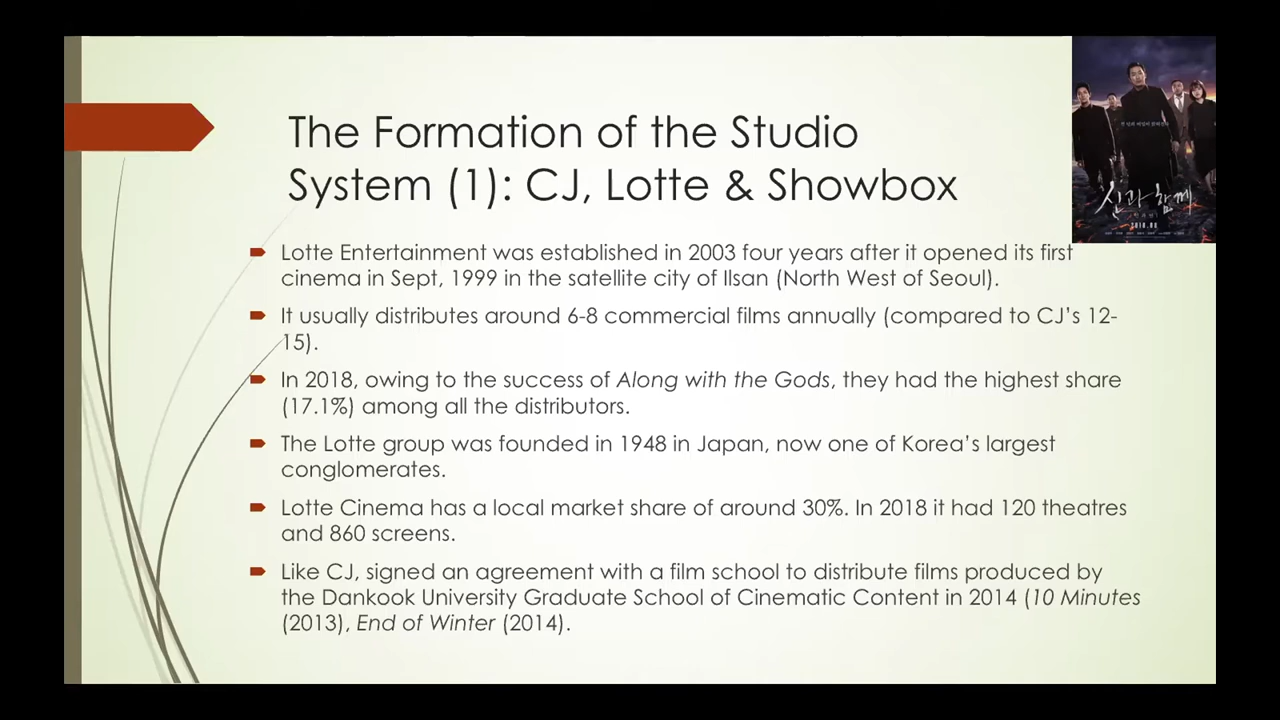 The Formation of the Studio
System (1): CJ, Lotte & Showbox
Lotte Entertainment was established in 2003 four years after it opened its first
cinema in Sept, 1999 in the satellite city of Ilsan (North West of Seoul).
It usually distributes around 6-8 commercial films annually (compared to CJ’s 12-
15).
In 2018, owing to the success of Along with the Gods, they had the highest share
(17.1%) among all the distributors.
The Lotte group was founded in 1948 in Japan, now one of Korea’s largest
conglomerates.
Lotte Cinema has a local market share of around 30%. In 2018 it had 120 theatres
and 860 screens.
Like CJ, signed an agreement with a film school to distribute films produced by
the Dankook University Graduate School of Cinematic Content in 2014 (10 Minutes
(2013), End of Winter (2014).
신과함께